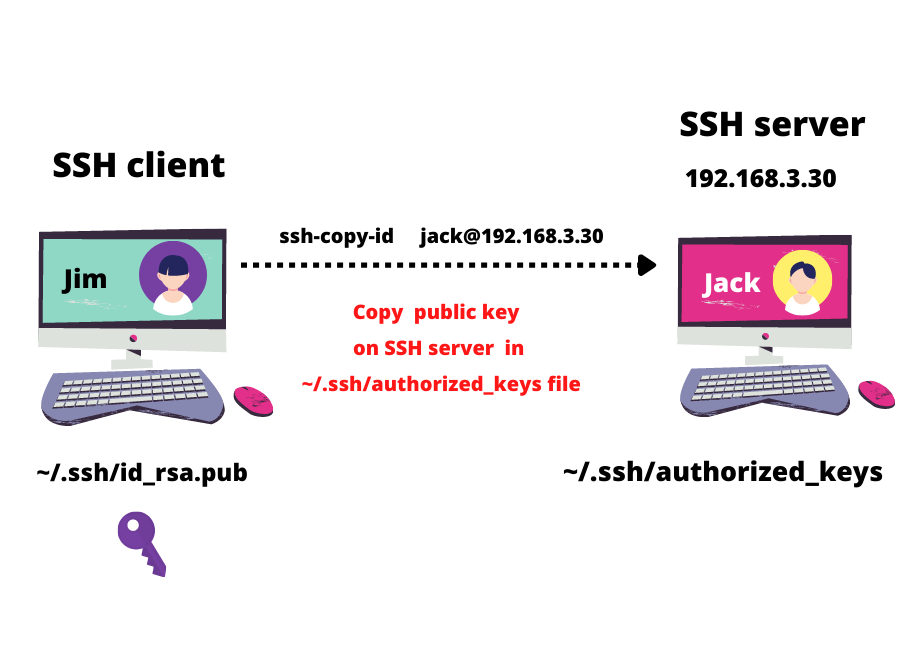 SSH server
SSH client
192.168.3.30
ssh-copy-id jack@192.168.3.30
Jim
Jack
Copy public key
on SSH server in
~/.ssh/authorized_keys file
~/.ssh/id_rsa.pub
~/.ssh/authorized_keys